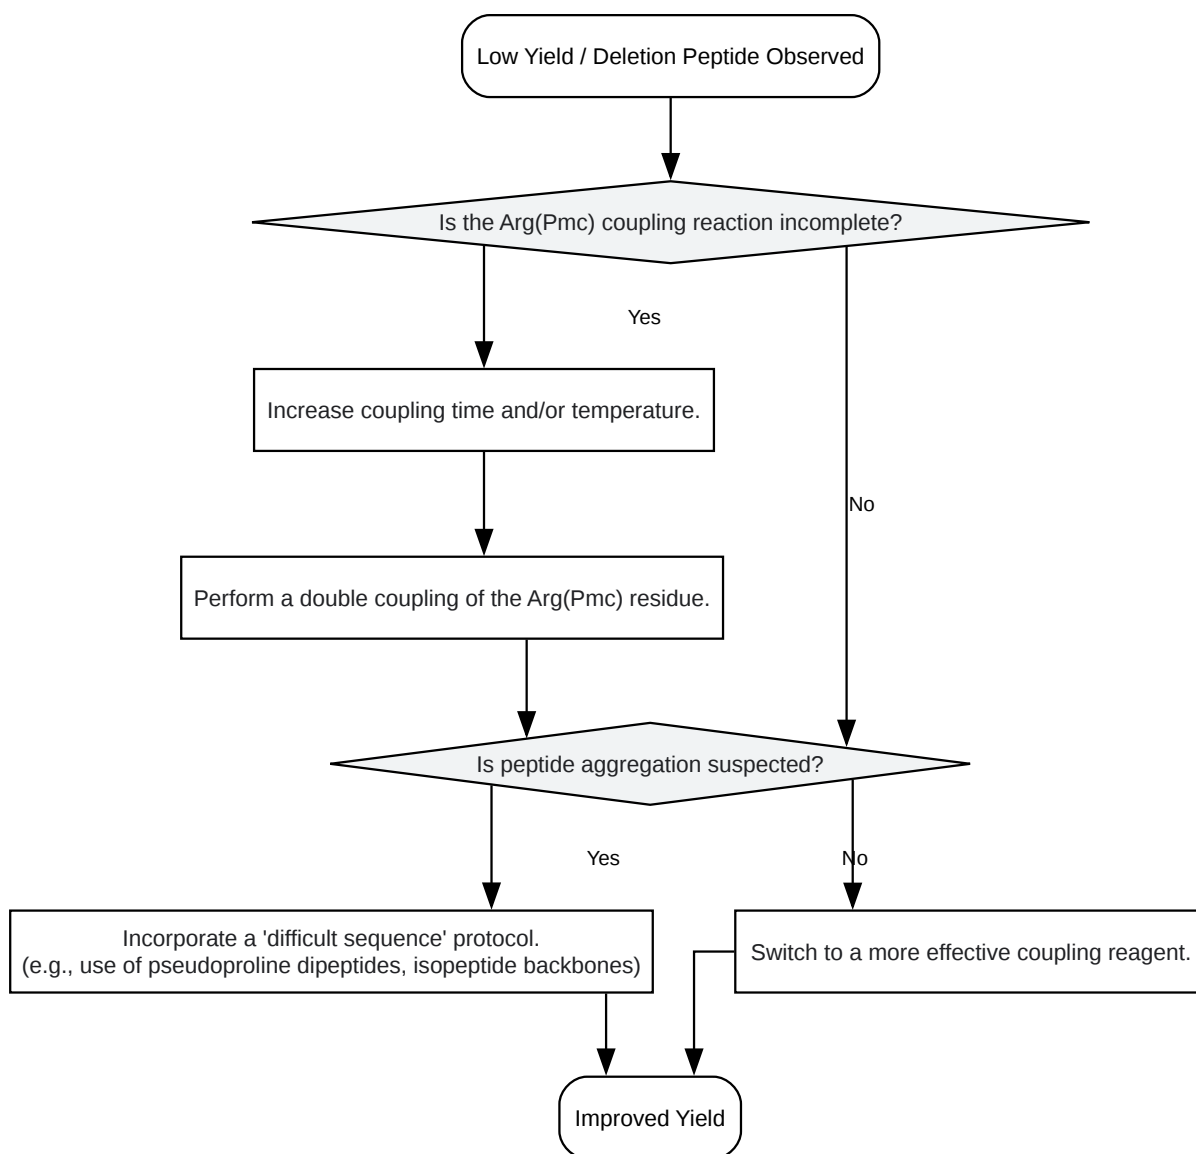 Low Yield / Deletion Peptide Observed
Is the Arg(Pmc) coupling reaction incomplete?
Yes
Increase coupling time and/or temperature.
No
Perform a double coupling of the Arg(Pmc) residue.
Is peptide aggregation suspected?
Yes
No
Incorporate a 'difficult sequence' protocol.
(e.g., use of pseudoproline dipeptides, isopeptide backbones)
Switch to a more effective coupling reagent.
Improved Yield